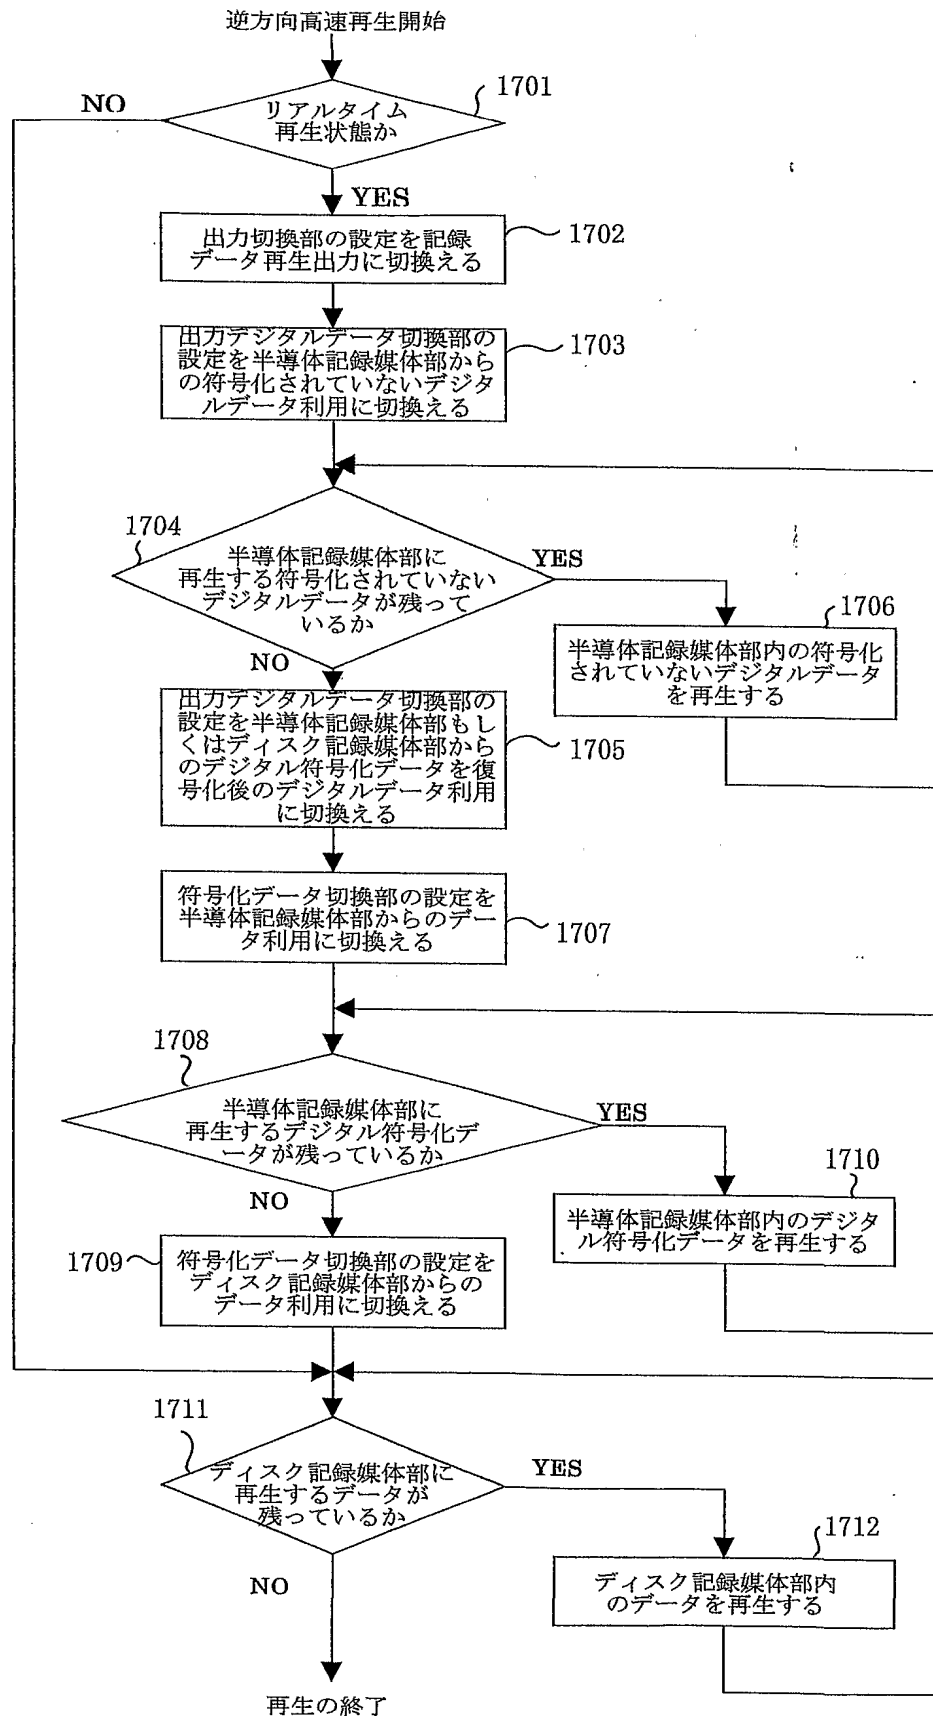 逆方向高速再生開始
1701
NO
リアルタイム
再生状態か
YES
1702
出力切換部の設定を記録
データ再生出力に切換える
1703
出力デジタルデータ切換部の
設定を半導体記録媒体部から
の符号化されていないデジタ
ルデータ利用に切換える
1704
半導体記録媒体部に
再生する符号化されていない
デジタルデータが残って
いるか
YES
NO
1706
半導体記録媒体部内の符号化
されていないデジタルデータ
を再生する
1705
出力デジタルデータ切換部の
設定を半導体記録媒体部もし
くはディスク記録媒体部から
のデジタル符号化データを復
号化後のデジタルデータ利用
に切換える
1707
符号化データ切換部の設定を
半導体記録媒体部からのデー
タ利用に切換える
1708
半導体記録媒体部に
再生するデジタル符号化デ
ータが残っているか
YES
NO
1710
半導体記録媒体部内のデジタ
ル符号化データを再生する
1709
符号化データ切換部の設定を
ディスク記録媒体部からの
データ利用に切換える
1711
ディスク記録媒体部に
再生するデータが
残っているか
YES
NO
1712
ディスク記録媒体部内
のデータを再生する
再生の終了